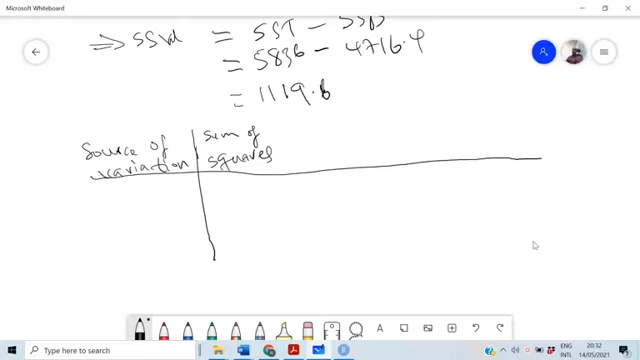 Microsoft Whiteboard
⇒ SSW = SST - SSB
= 5836 - 4716.4
= 1119.6
Source of variation
sum of squares
Type here to search
ENG
INTL
20:32
14/05/2021